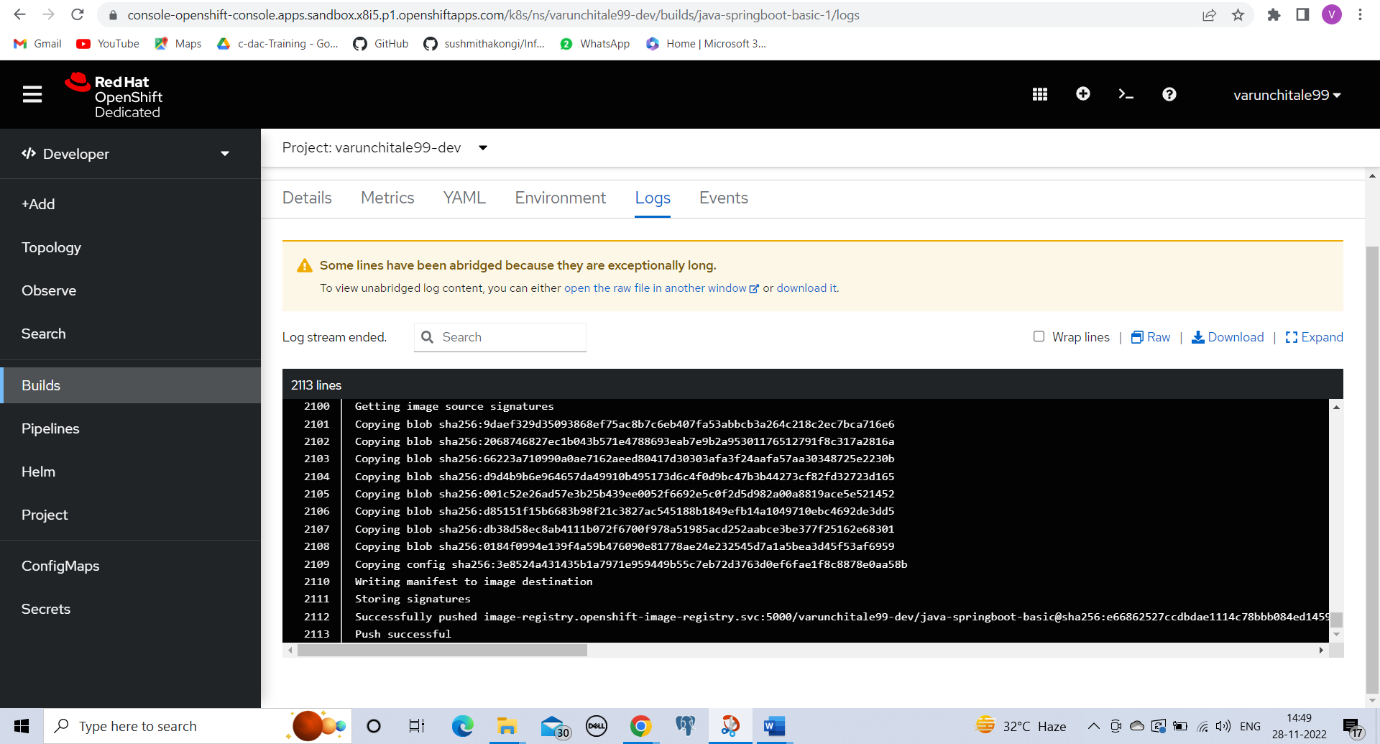 console-openshift-console.apps.sandbox.x8i5.p1.openshiftapps.com/k8s/ns/varunchitale99-dev/builds/java-springboot-basic-1/logs
V
Gmail
YouTube
Maps
c-dac-Training - Go...
GitHub
sushmithakongi/Inf...
2
WhatsApp
Home | Microsoft 3...
Red Hat
OpenShift
Dedicated
varunchitale99
Developer
Project: varunchitale99-dev
+Add
Topology
Observe
Search
Builds
Pipelines
Helm
Project
ConfigMaps
Secrets
Details
Metrics
YAML
Environment
Logs
Events
Some lines have been abridged because they are exceptionally long.
To view unabridged log content, you can either open the raw file in another window or download it.
Log stream ended.
Search
Wrap lines | Raw | Download | Expand
2113 lines
2100 Getting image source signatures
2101 Copying blob sha256:9daef329d35093868ef75ac8b7c6eb407fa53abbcb3a264c218c2ec7bca716e6
2102 Copying blob sha256:2068746827ec1b043b571e4788693eab7e9b2a95301176512791f8c317a2816a
2103 Copying blob sha256:66223a710990a0ae7162aeed80417d30303afa3f24aafa57aa30348725e2230b
2104 Copying blob sha256:d9d4b9b6e964657da49910b495173d6c4f0d9bc47b3b44273cf82fd32723d165
2105 Copying blob sha256:001c52e26ad57e3b25b439ee0052f6692e5c0f2d5d982a00a8819ace5e521452
2106 Copying blob sha256:d85151f15b6683b98f21c3827ac545188b1849efb14a1049710ebc4692de3dd5
2107 Copying blob sha256:db38d58ec8ab4111b072f6700f978a51985acd252aabce3be377f25162e68301
2108 Copying blob sha256:0184f0994e139f4a59b476090e81778ae24e232545d7a1a5bea3d45f53af6959
2109 Copying config sha256:3e8524a431435b1a7971e959449b55c7eb72d3763d0ef6fae1f8c8878e0aa58b
2110 Writing manifest to image destination
2111 Storing signatures
2112 Successfully pushed image-registry.openshift-image-registry.svc:5000/varunchitale99-dev/java-springboot-basic@sha256:e66862527ccdbdae1114c78bbb084ed1459
2113 Push successful
Type here to search
30
DELL
32°C Haze
ENG
14:49
28-11-2022
17